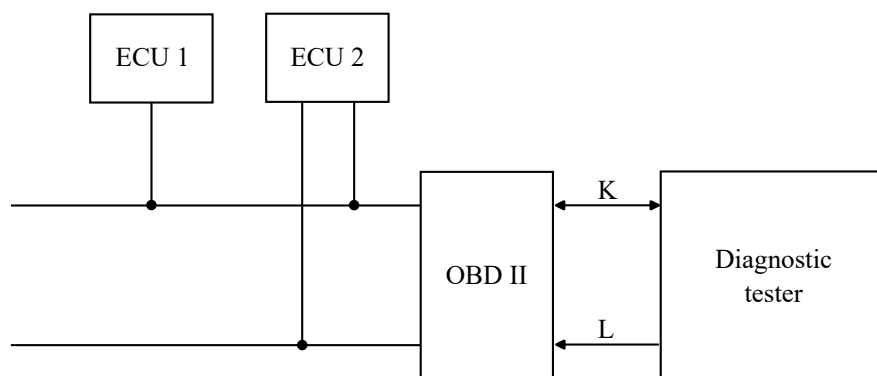 ECU 1
ECU 2
K
OBD II
Diagnostic
tester
L